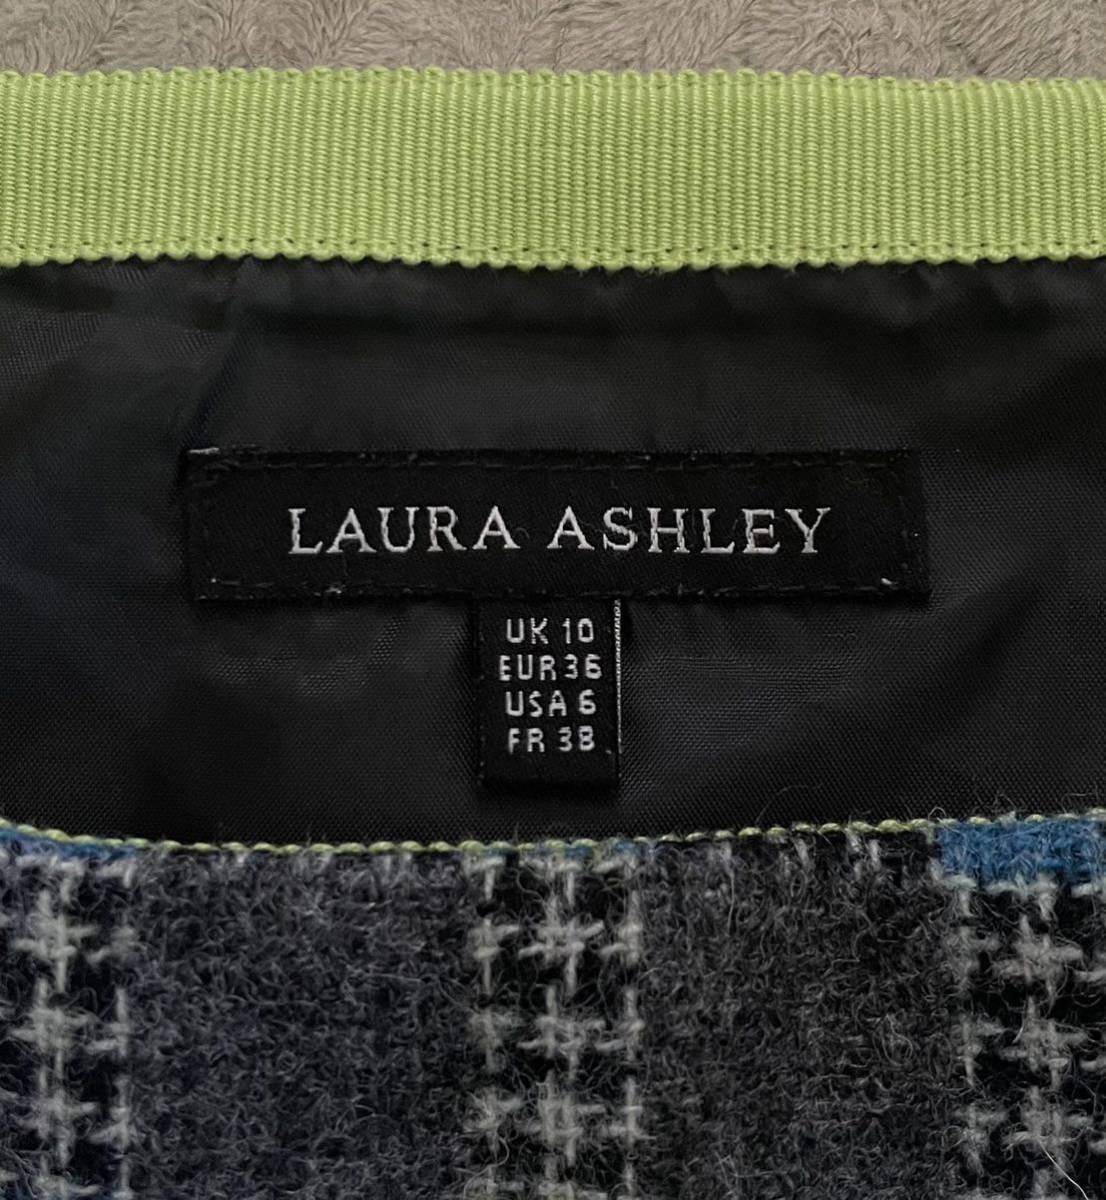 LAURA ASHLEY
UK 10
EUR 36
USA 6
FR 38